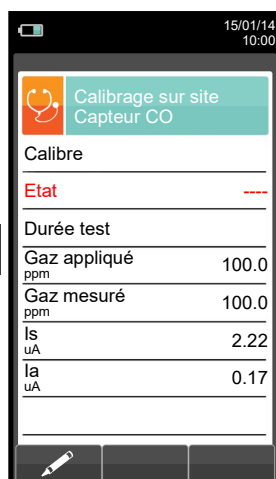 15/01/14
10:00
Calibrage sur site
Capteur CO
Calibre
Etat ----
Durée test
Gaz appliqué 100.0
ppm
Gaz mesuré 100.0
ppm
Is 2.22
uA
Ia 0.17
uA